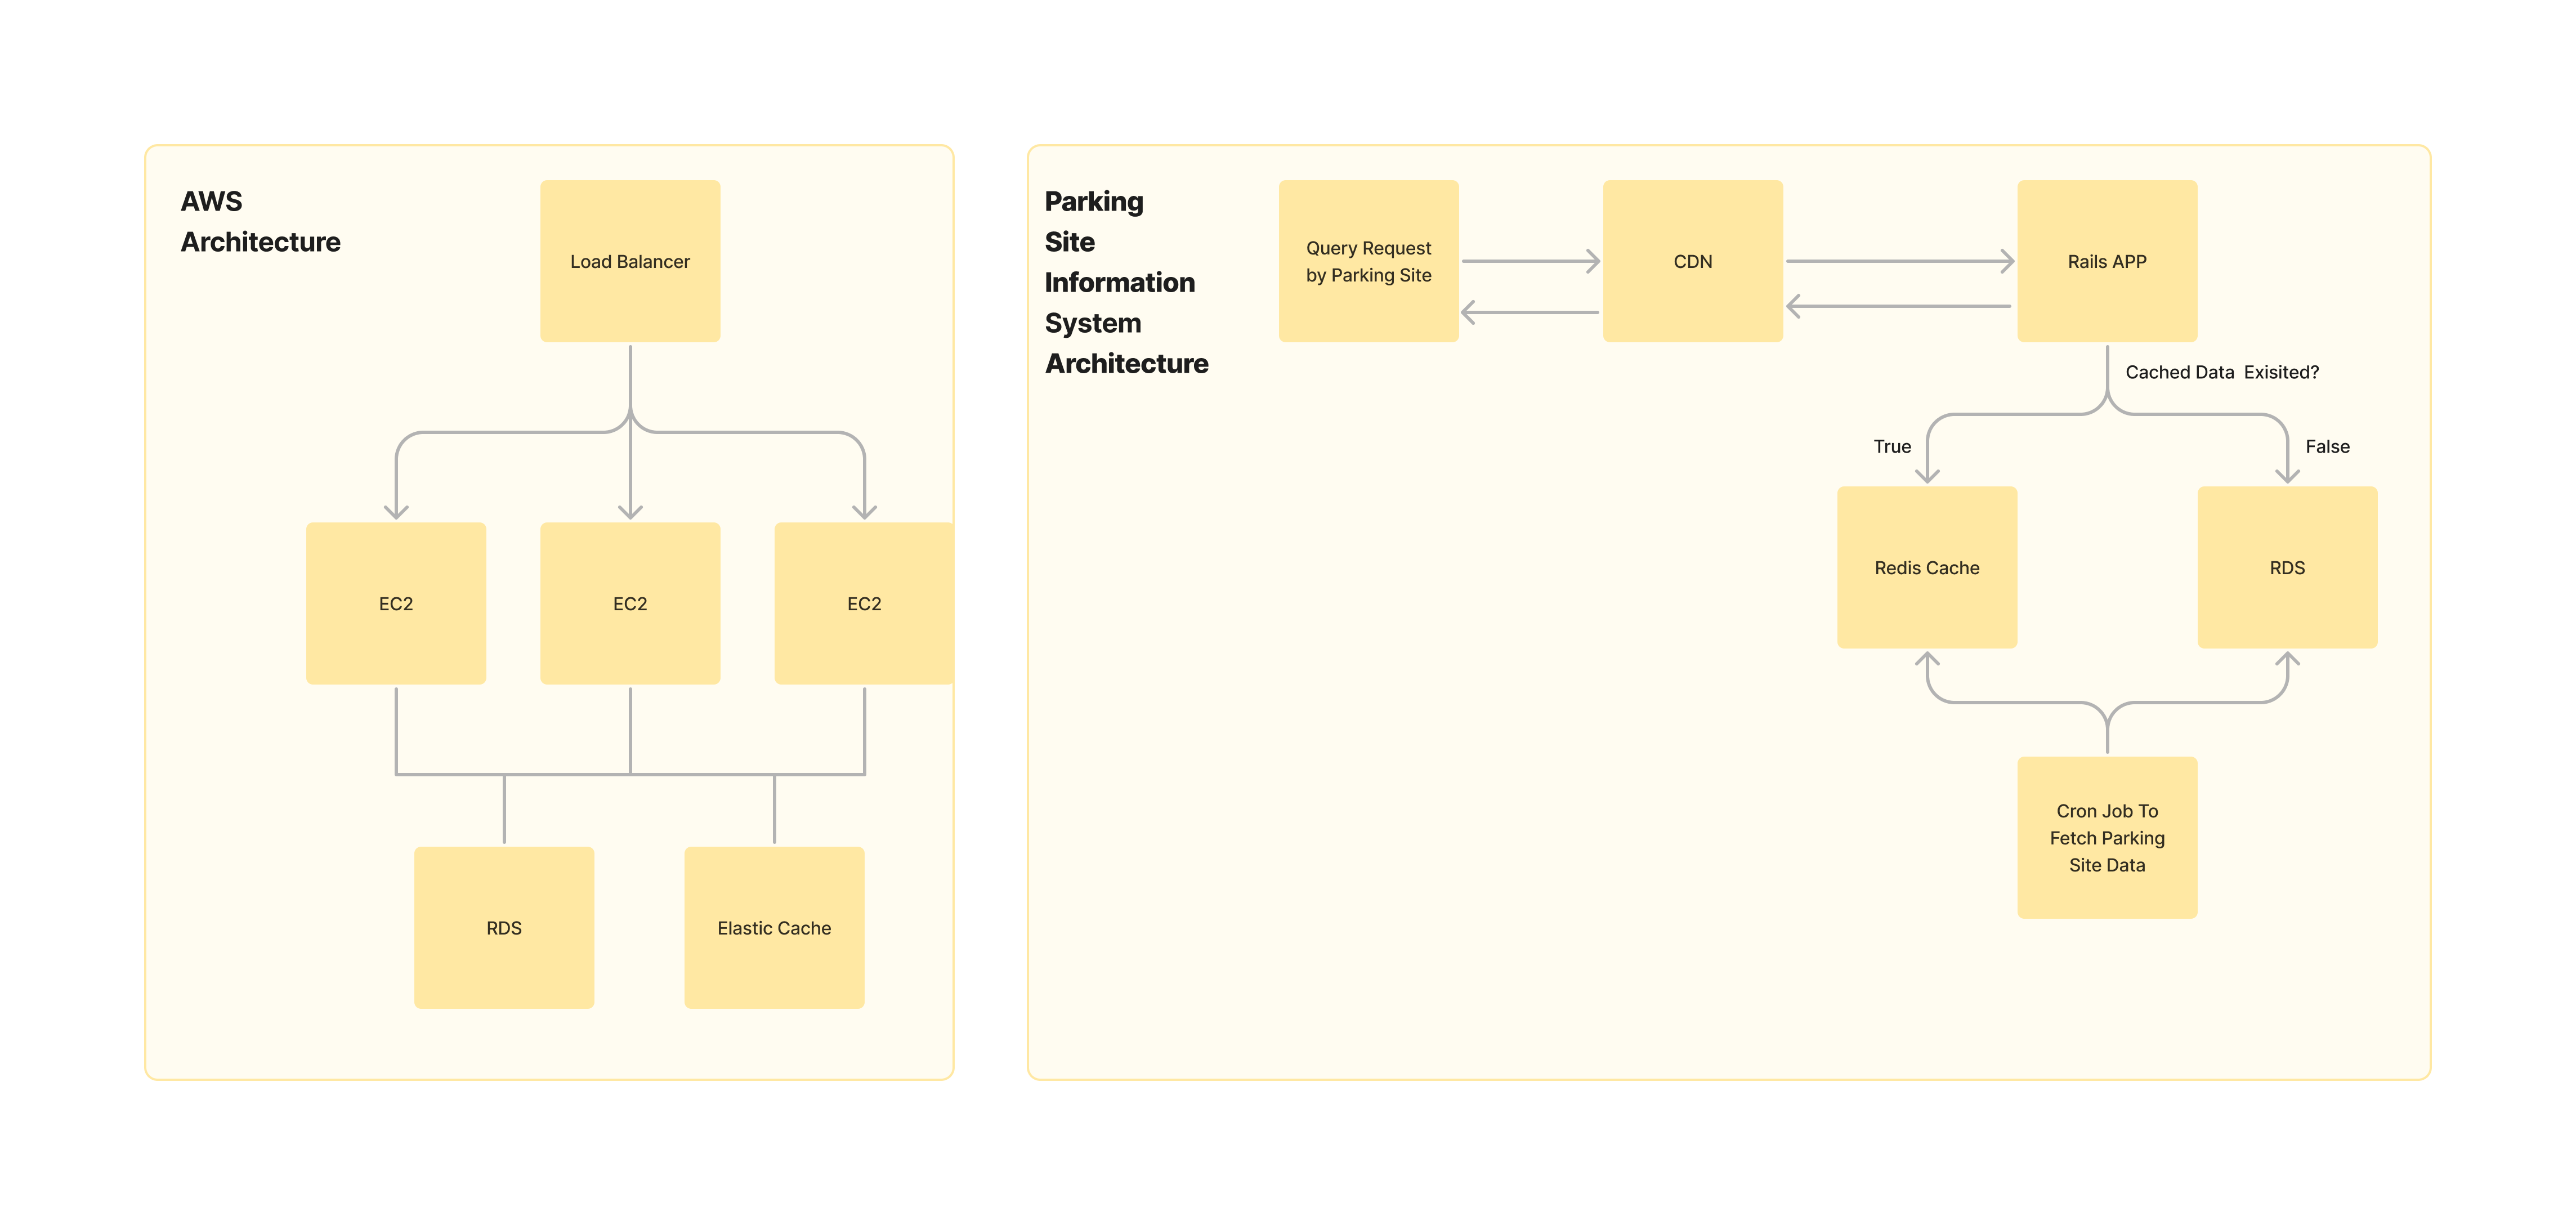 AWS
Architecture
Load Balancer
EC2
EC2
EC2
RDS
Elastic Cache
Parking
Site
Information
System
Architecture
Query Request
by Parking Site
CDN
Rails APP
Cached Data  Exisited?
True
False
Redis Cache
RDS
Cron Job To
Fetch Parking
Site Data